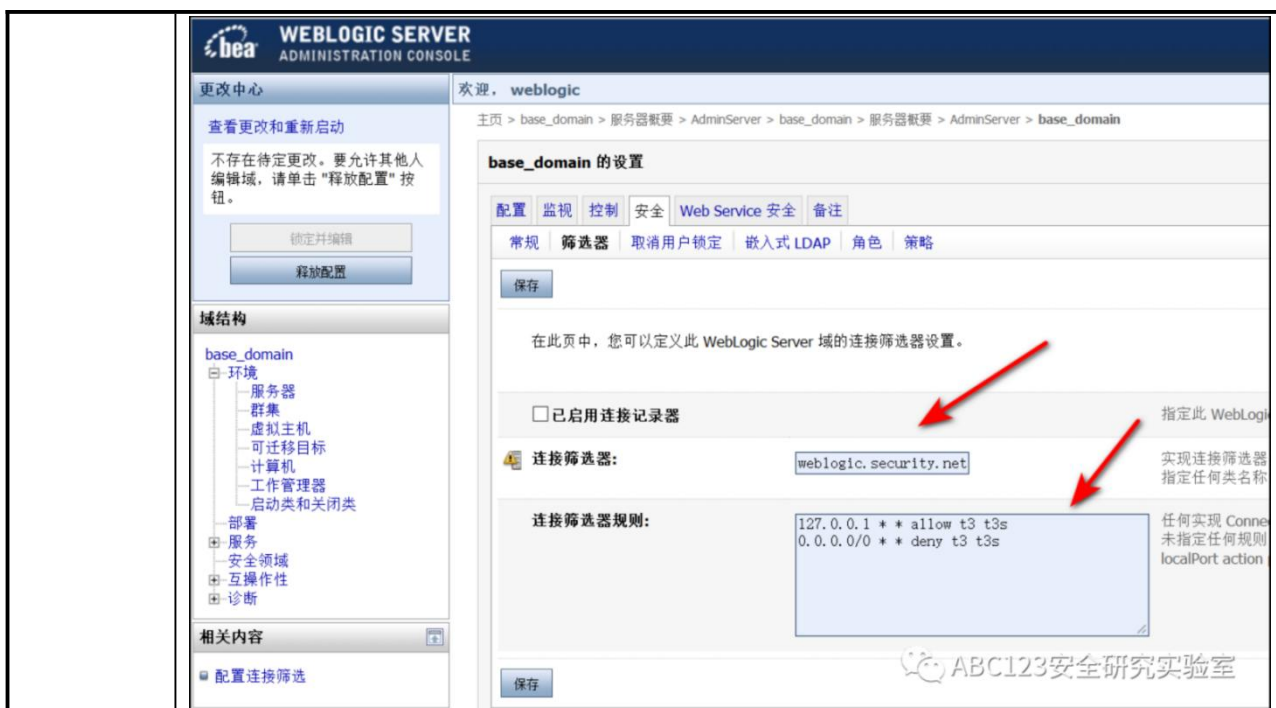 bea
WEBLOGIC SERVER
ADMINISTRATION CONSOLE
更改中心
查看更改和重新启动
不存在待定更改。要允许其他人
编辑域，请单击 "释放配置" 按
钮。
锁定并编辑
释放配置
域结构
base_domain
环境
服务器
群集
虚拟主机
可迁移目标
计算机
工作管理器
启动类和关闭类
部署
服务
安全领域
互操作性
诊断
相关内容
配置连接筛选
欢迎， weblogic
主页 > base_domain > 服务器概要 > AdminServer > base_domain > 服务器概要 > AdminServer > base_domain
base_domain 的设置
配置 监视 控制 安全 Web Service 安全 备注
常规 筛选器 取消用户锁定 嵌入式 LDAP 角色 策略
保存
在此页中，您可以定义此 WebLogic Server 域的连接筛选器设置。
已启用连接记录器
指定此 WebLogi
连接筛选器:
weblogic.security.net
实现连接筛选器
指定任何类名称
连接筛选器规则:
127.0.0.1 * * allow t3 t3s
0.0.0.0/0 * * deny t3 t3s
任何实现 Conne
未指定任何规则
localPort action
保存
ABC123安全研究实验室